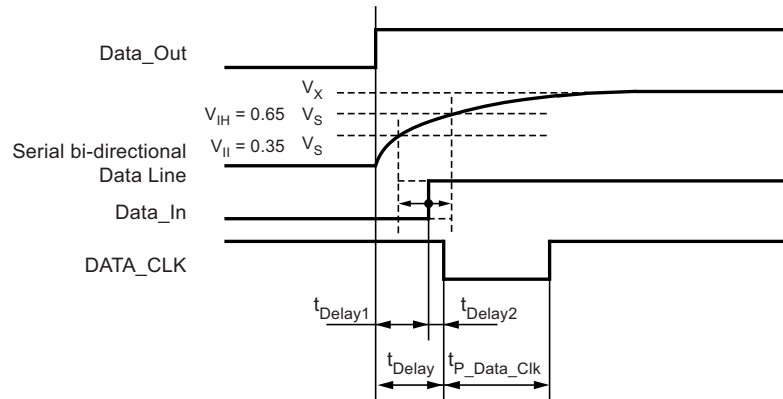 Data_Out
V_X
V_IH = 0.65 V_S
V_II = 0.35 V_S
Serial bi-directional
Data Line
Data_In
DATA_CLK
t_Delay1
t_Delay2
t_Delay
t_P_Data_Clk